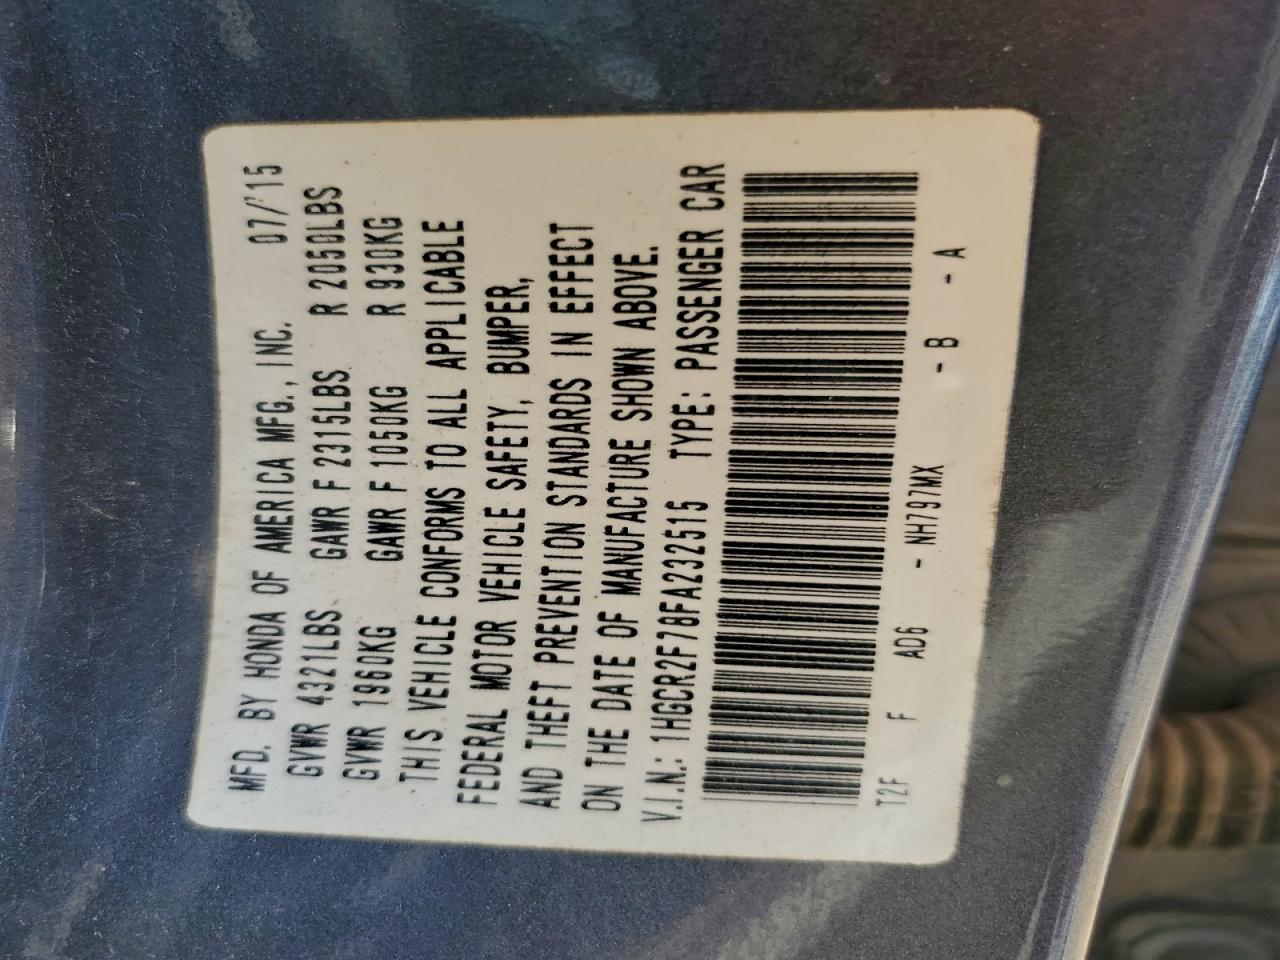 MFD. BY HONDA OF AMERICA MFG., INC. 07/'15
GVWR 4321LBS GAWR F 2315LBS R 2050LBS
GVWR 1960KG GAWR F 1050KG R 930KG
THIS VEHICLE CONFORMS TO ALL APPLICABLE
FEDERAL MOTOR VEHICLE SAFETY, BUMPER,
AND THEFT PREVENTION STANDARDS IN EFFECT
ON THE DATE OF MANUFACTURE SHOWN ABOVE.
V.I.N.: 1HGCR2F78FA232515 TYPE: PASSENGER CAR
T2F F AD6 - NH797MX - B - A